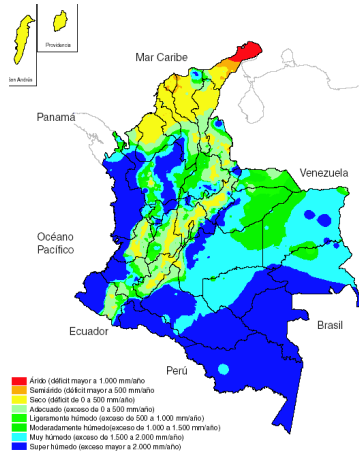 Providencia
San Andrés
Mar Caribe
Panamá
Venezuela
Océano
Pacífico
Ecuador
Brasil
Perú
Árido (déficit mayor a 1.000 mm/año)
Semiárido (déficit mayor a 500 mm/año)
Seco (déficit de 0 a 500 mm/año)
Adecuado (exceso de 0 a 500 mm/año)
Ligeramente húmedo (exceso de 500 a 1.000 mm/año)
Moderadamente húmedo(exceso de 1.000 a 1.500 mm/año)
Muy húmedo (exceso de 1.500 a 2.000 mm/año)
Super húmedo (exceso mayor a 2.000 mm/año)